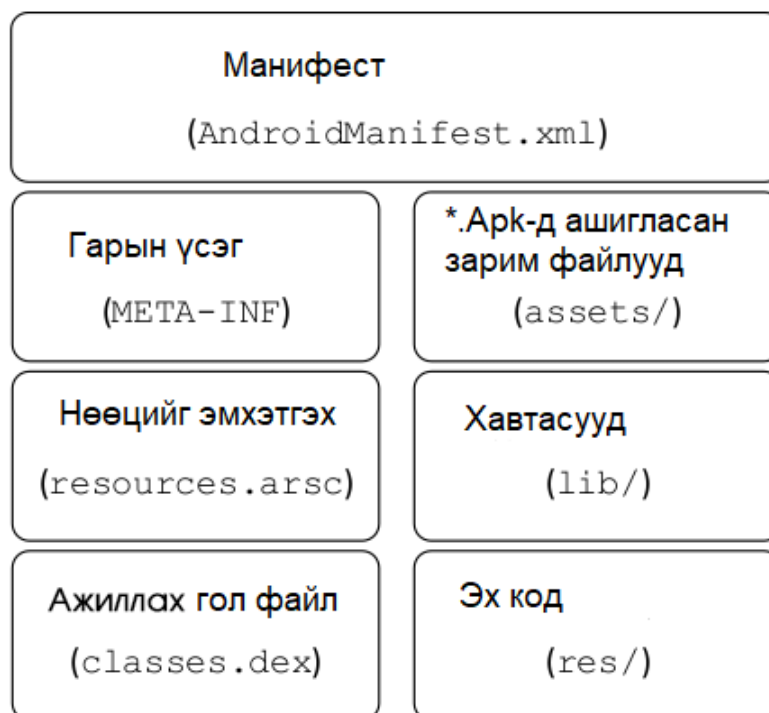 Манифест
(AndroidManifest.xml)
Гарын үсэг
(META-INF)
*.Apk-д ашигласан
зарим файлууд
(assets/)
Нөөцийг эмхэтгэх
(resources.arsc)
Хавтасууд
(lib/)
Ажиллах гол файл
(classes.dex)
Эх код
(res/)